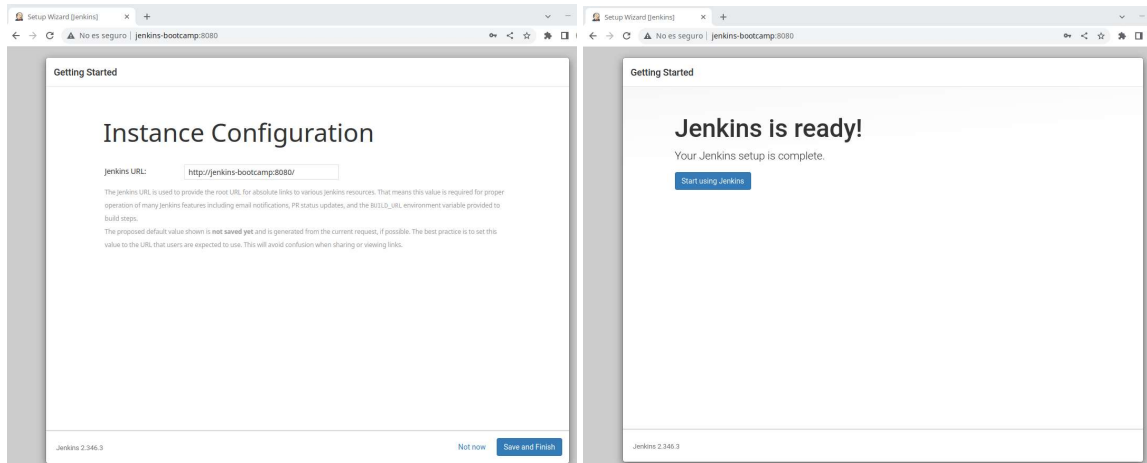 Setup Wizard [Jenkins]
No es seguro | jenkins-bootcamp:8080
Getting Started
Instance Configuration
Jenkins URL: http://jenkins-bootcamp:8080/
The Jenkins URL is used to provide the root URL for absolute links to various Jenkins resources. That means this value is required for proper
operation of many Jenkins features including email notifications, PR status updates, and the BUILD_URL environment variable provided to
build steps.
The proposed default value shown is not saved yet and is generated from the current request, if possible. The best practice is to set this
value to the URL that users are expected to use. This will avoid confusion when sharing or viewing links.
Jenkins 2.346.3 Not now Save and Finish
Setup Wizard [Jenkins]
No es seguro | jenkins-bootcamp:8080
Getting Started
Jenkins is ready!
Your Jenkins setup is complete.
Start using Jenkins
Jenkins 2.346.3